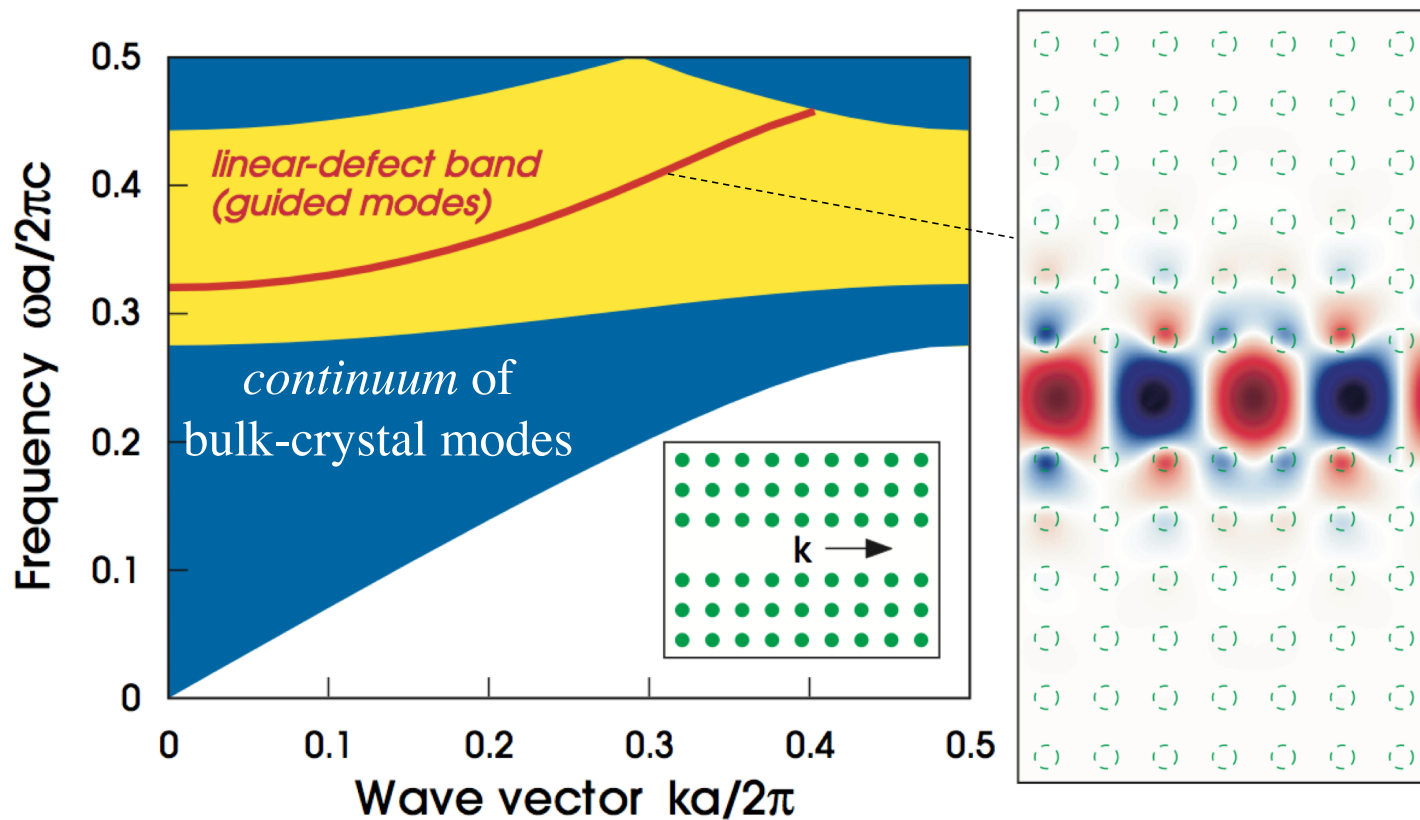 0.5
0.4
0.3
0.2
0.1
0
Frequency ωa/2πc
linear-defect band
(guided modes)
continuum of
bulk-crystal modes
k
0 0.1 0.2 0.3 0.4 0.5
Wave vector ka/2π